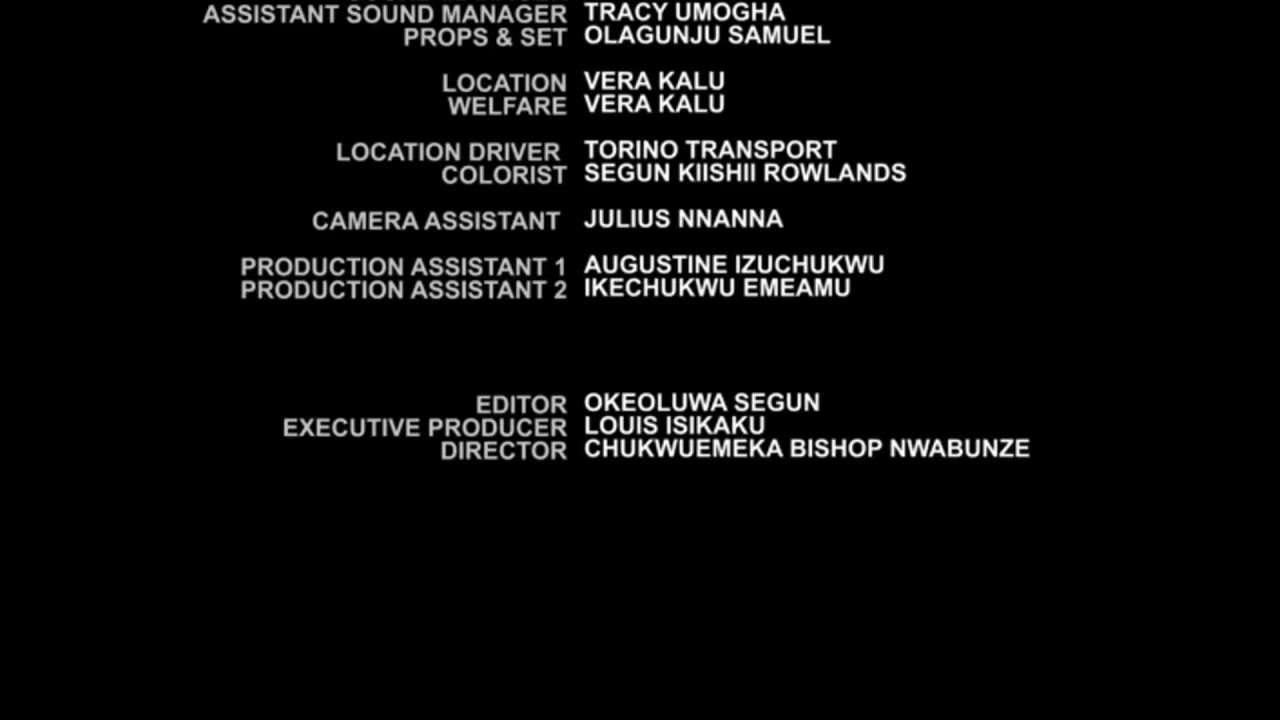 ASSISTANT SOUND MANAGER TRACY UMOGHA
PROPS & SET OLAGUNJU SAMUEL
LOCATION VERA KALU
WELFARE VERA KALU
LOCATION DRIVER TORINO TRANSPORT
COLORIST SEGUN KIISHII ROWLANDS
CAMERA ASSISTANT JULIUS NNANNA
PRODUCTION ASSISTANT 1 AUGUSTINE IZUCHUKWU
PRODUCTION ASSISTANT 2 IKECHUKWU EMEAMU
EDITOR OKEOLUWA SEGUN
EXECUTIVE PRODUCER LOUIS ISIKAKU
DIRECTOR CHUKWUEMEKA BISHOP NWABUNZE